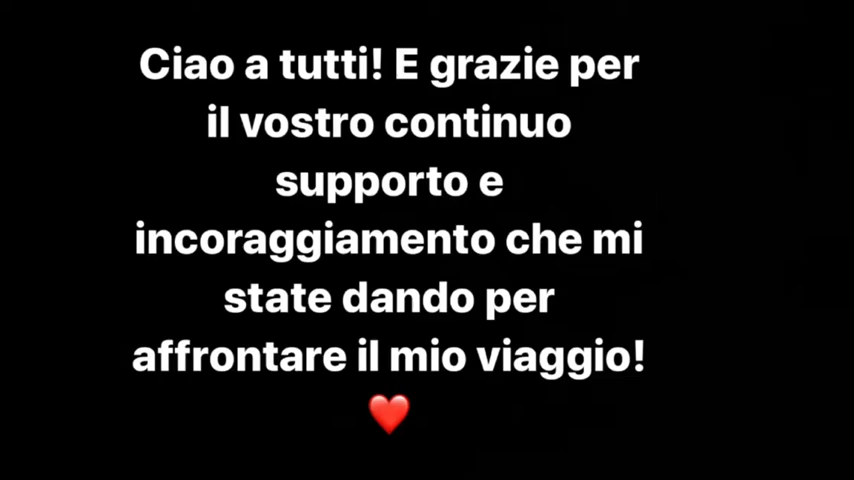 Ciao a tutti! E grazie per
il vostro continuo
supporto e
incoraggiamento che mi
state dando per
affrontare il mio viaggio!
❤️